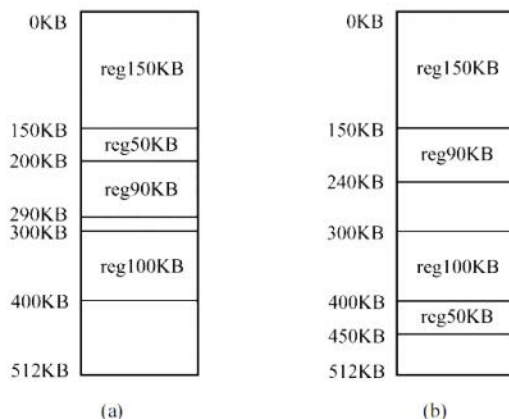 0KB
reg150KB
150KB
reg50KB
200KB
reg90KB
290KB
300KB
reg100KB
400KB
512KB
(a)
0KB
reg150KB
150KB
reg90KB
240KB
300KB
reg100KB
400KB
reg50KB
450KB
512KB
(b)